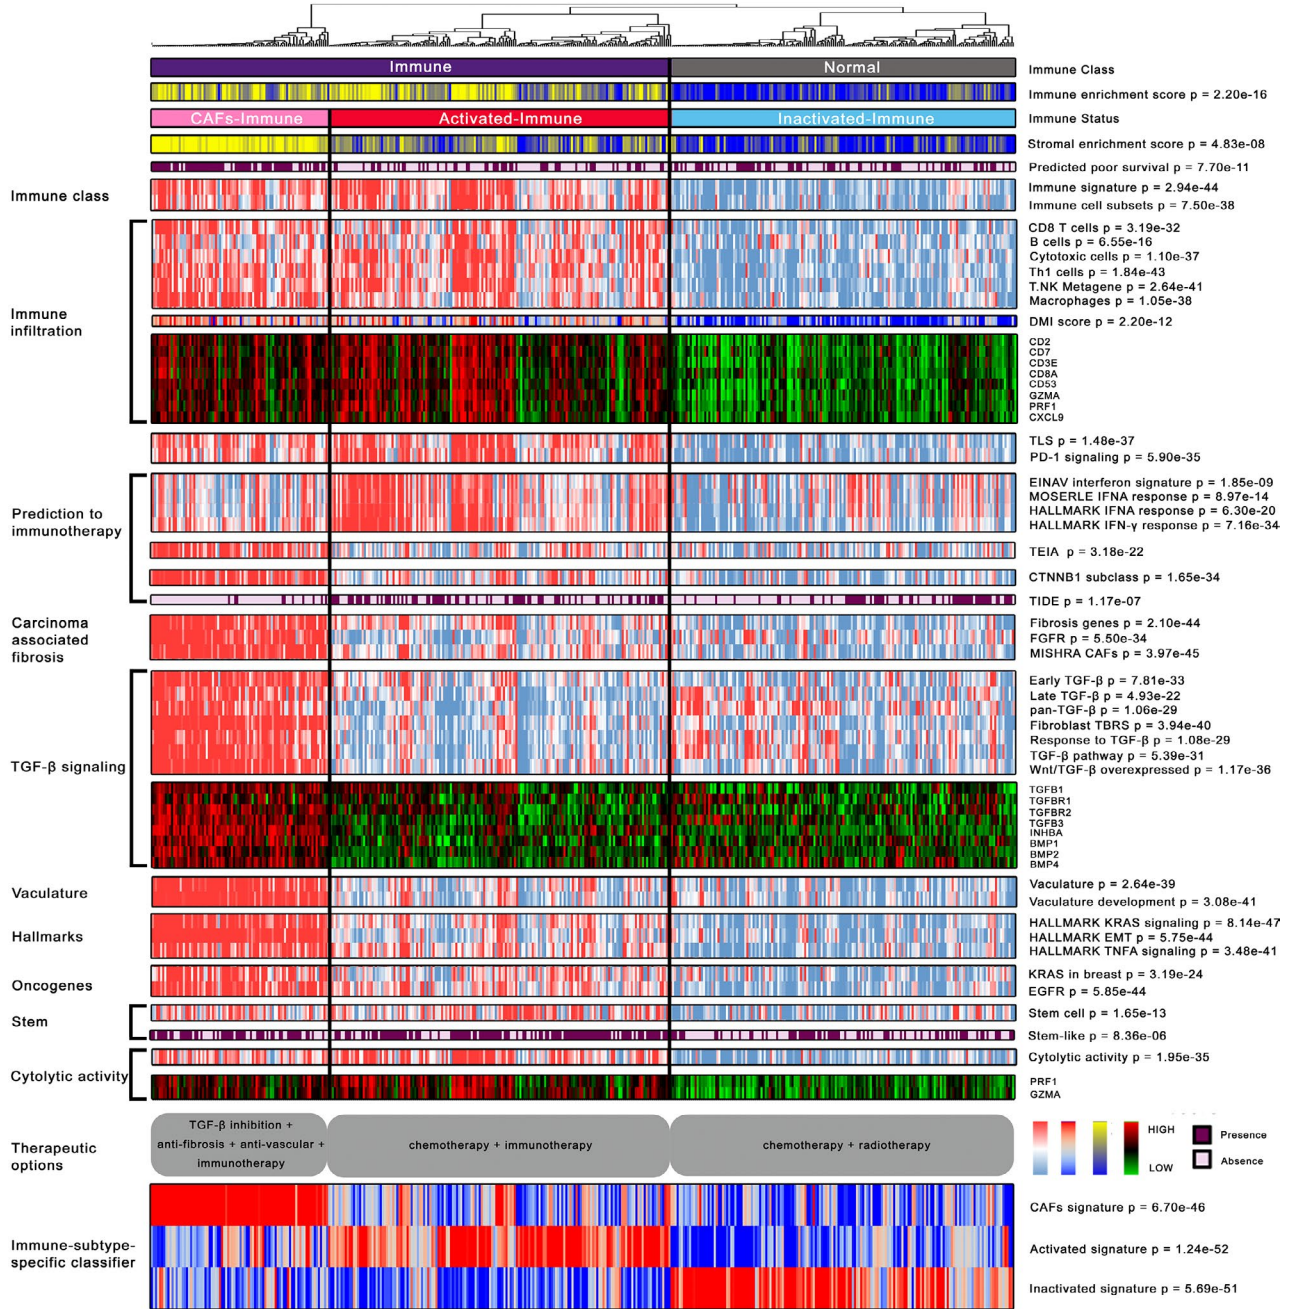 Immune
Normal
Immune Class
Immune enrichment score p = 2.20e-16
CAFs-Immune
Activated-Immune
Inactivated-Immune
Immune Status
Stromal enrichment score p = 4.83e-08
Predicted poor survival p = 7.70e-11
Immune class
Immune signature p = 2.94e-44
Immune cell subsets p = 7.50e-38
Immune
infiltration
CD8 T cells p = 3.19e-32
B cells p = 6.55e-16
Cytotoxic cells p = 1.10e-37
Th1 cells p = 1.84e-43
T.NK Metagene p = 2.64e-41
Macrophages p = 1.05e-38
DMI score p = 2.20e-12
CD2
CD7
CD3E
CD8A
CD53
GZMA
PRF1
CXCL9
TLS p = 1.48e-37
PD-1 signaling p = 5.90e-35
Prediction to
immunotherapy
EINAV interferon signature p = 1.85e-09
MOSERLE IFNA response p = 8.97e-14
HALLMARK IFNA response p = 6.30e-20
HALLMARK IFN-γ response p = 7.16e-34
TEIA p = 3.18e-22
CTNNB1 subclass p = 1.65e-34
TIDE p = 1.17e-07
Carcinoma
associated
fibrosis
Fibrosis genes p = 2.10e-44
FGFR p = 5.50e-34
MISHRA CAFs p = 3.97e-45
TGF-β signaling
Early TGF-β p = 7.81e-33
Late TGF-β p = 4.93e-22
pan-TGF-β p = 1.06e-29
Fibroblast TBRS p = 3.94e-40
Response to TGF-β p = 1.08e-29
TGF-β pathway p = 5.39e-31
Wnt/TGF-β overexpressed p = 1.17e-36
TGFB1
TGFBR1
TGFBR2
TGFB3
INHBA
BMP1
BMP2
BMP4
Vaculature
Vaculature p = 2.64e-39
Vaculature development p = 3.08e-41
Hallmarks
HALLMARK KRAS signaling p = 8.14e-47
HALLMARK EMT p = 5.75e-44
HALLMARK TNFA signaling p = 3.48e-41
Oncogenes
KRAS in breast p = 3.19e-24
EGFR p = 5.85e-44
Stem
Stem cell p = 1.65e-13
Stem-like p = 8.36e-06
Cytolytic activity
Cytolytic activity p = 1.95e-35
PRF1
GZMA
Therapeutic
options
TGF-β inhibition +
anti-fibrosis + anti-vascular +
immunotherapy
chemotherapy + immunotherapy
chemotherapy + radiotherapy
HIGH
LOW
Presence
Absence
Immune-subtype-
specific classifier
CAFs signature p = 6.70e-46
Activated signature p = 1.24e-52
Inactivated signature p = 5.69e-51